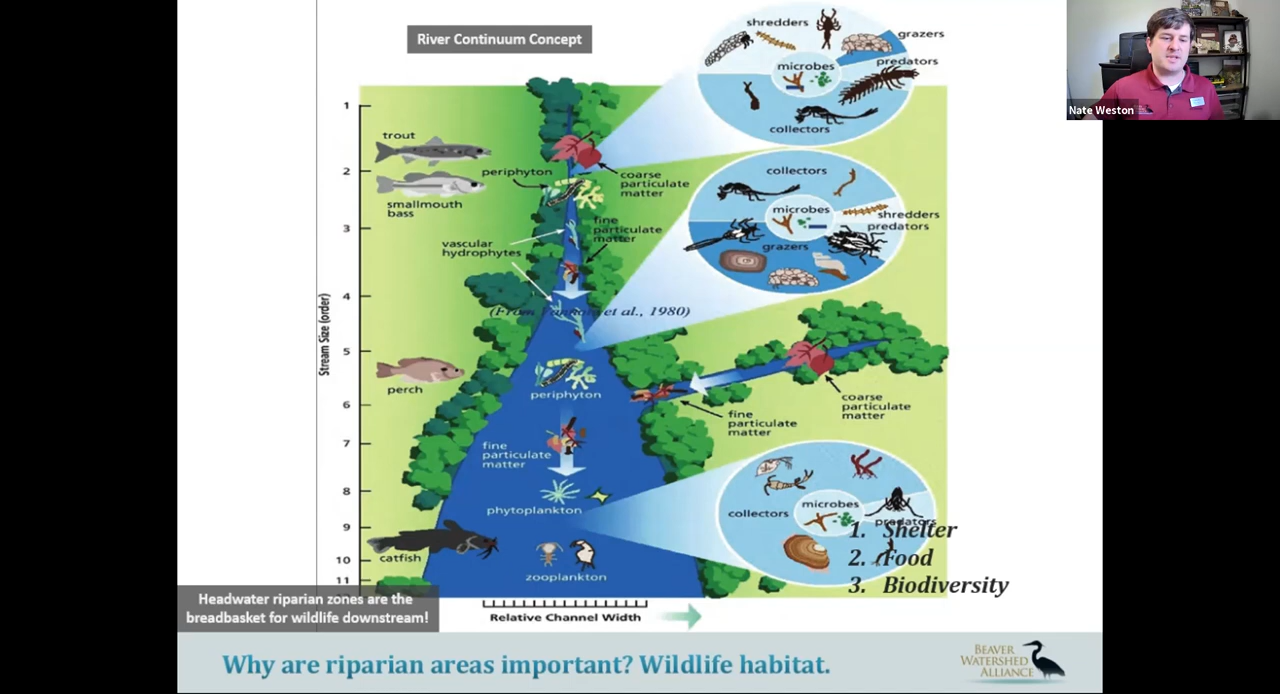 River Continuum Concept
shredders
grazers
microbes
predators
collectors
Nate Weston
1
trout
2
periphyton
coarse
particulate
matter
smallmouth
bass
3
fine
particulate
matter
vascular
hydrophytes
collectors
microbes
shredders
predators
grazers
4
(From et al., 1980)
Stream Size (order)
5
perch
periphyton
6
coarse
particulate
matter
fine
particulate
matter
7
fine
particulate
matter
8
phytoplankton
microbes
collectors
predators
9
catfish
10
zooplankton
11
1. Shelter
2. Food
3. Biodiversity
Headwater riparian zones are the
breadbasket for wildlife downstream!
Relative Channel Width
Why are riparian areas important? Wildlife habitat.
BEAVER
WATERSHED
ALLIANCE